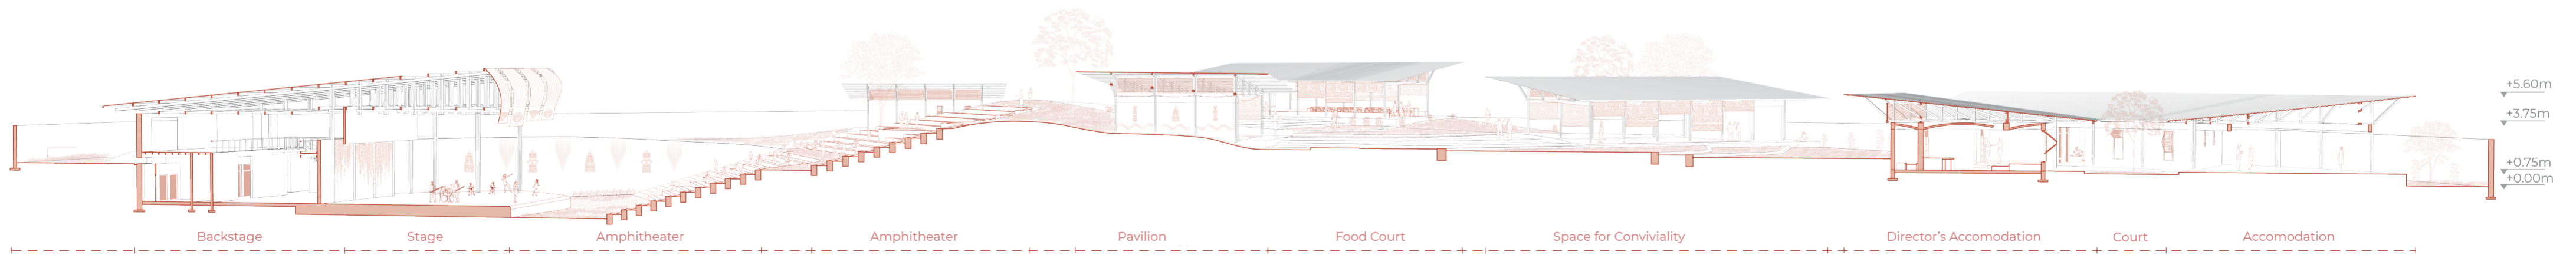 +5.60m
+3.75m
+0.75m
+0.00m
Backstage
Stage
Amphitheater
Amphitheater
Pavilion
Food Court
Space for Conviviality
Director's Accomodation
Court
Accomodation